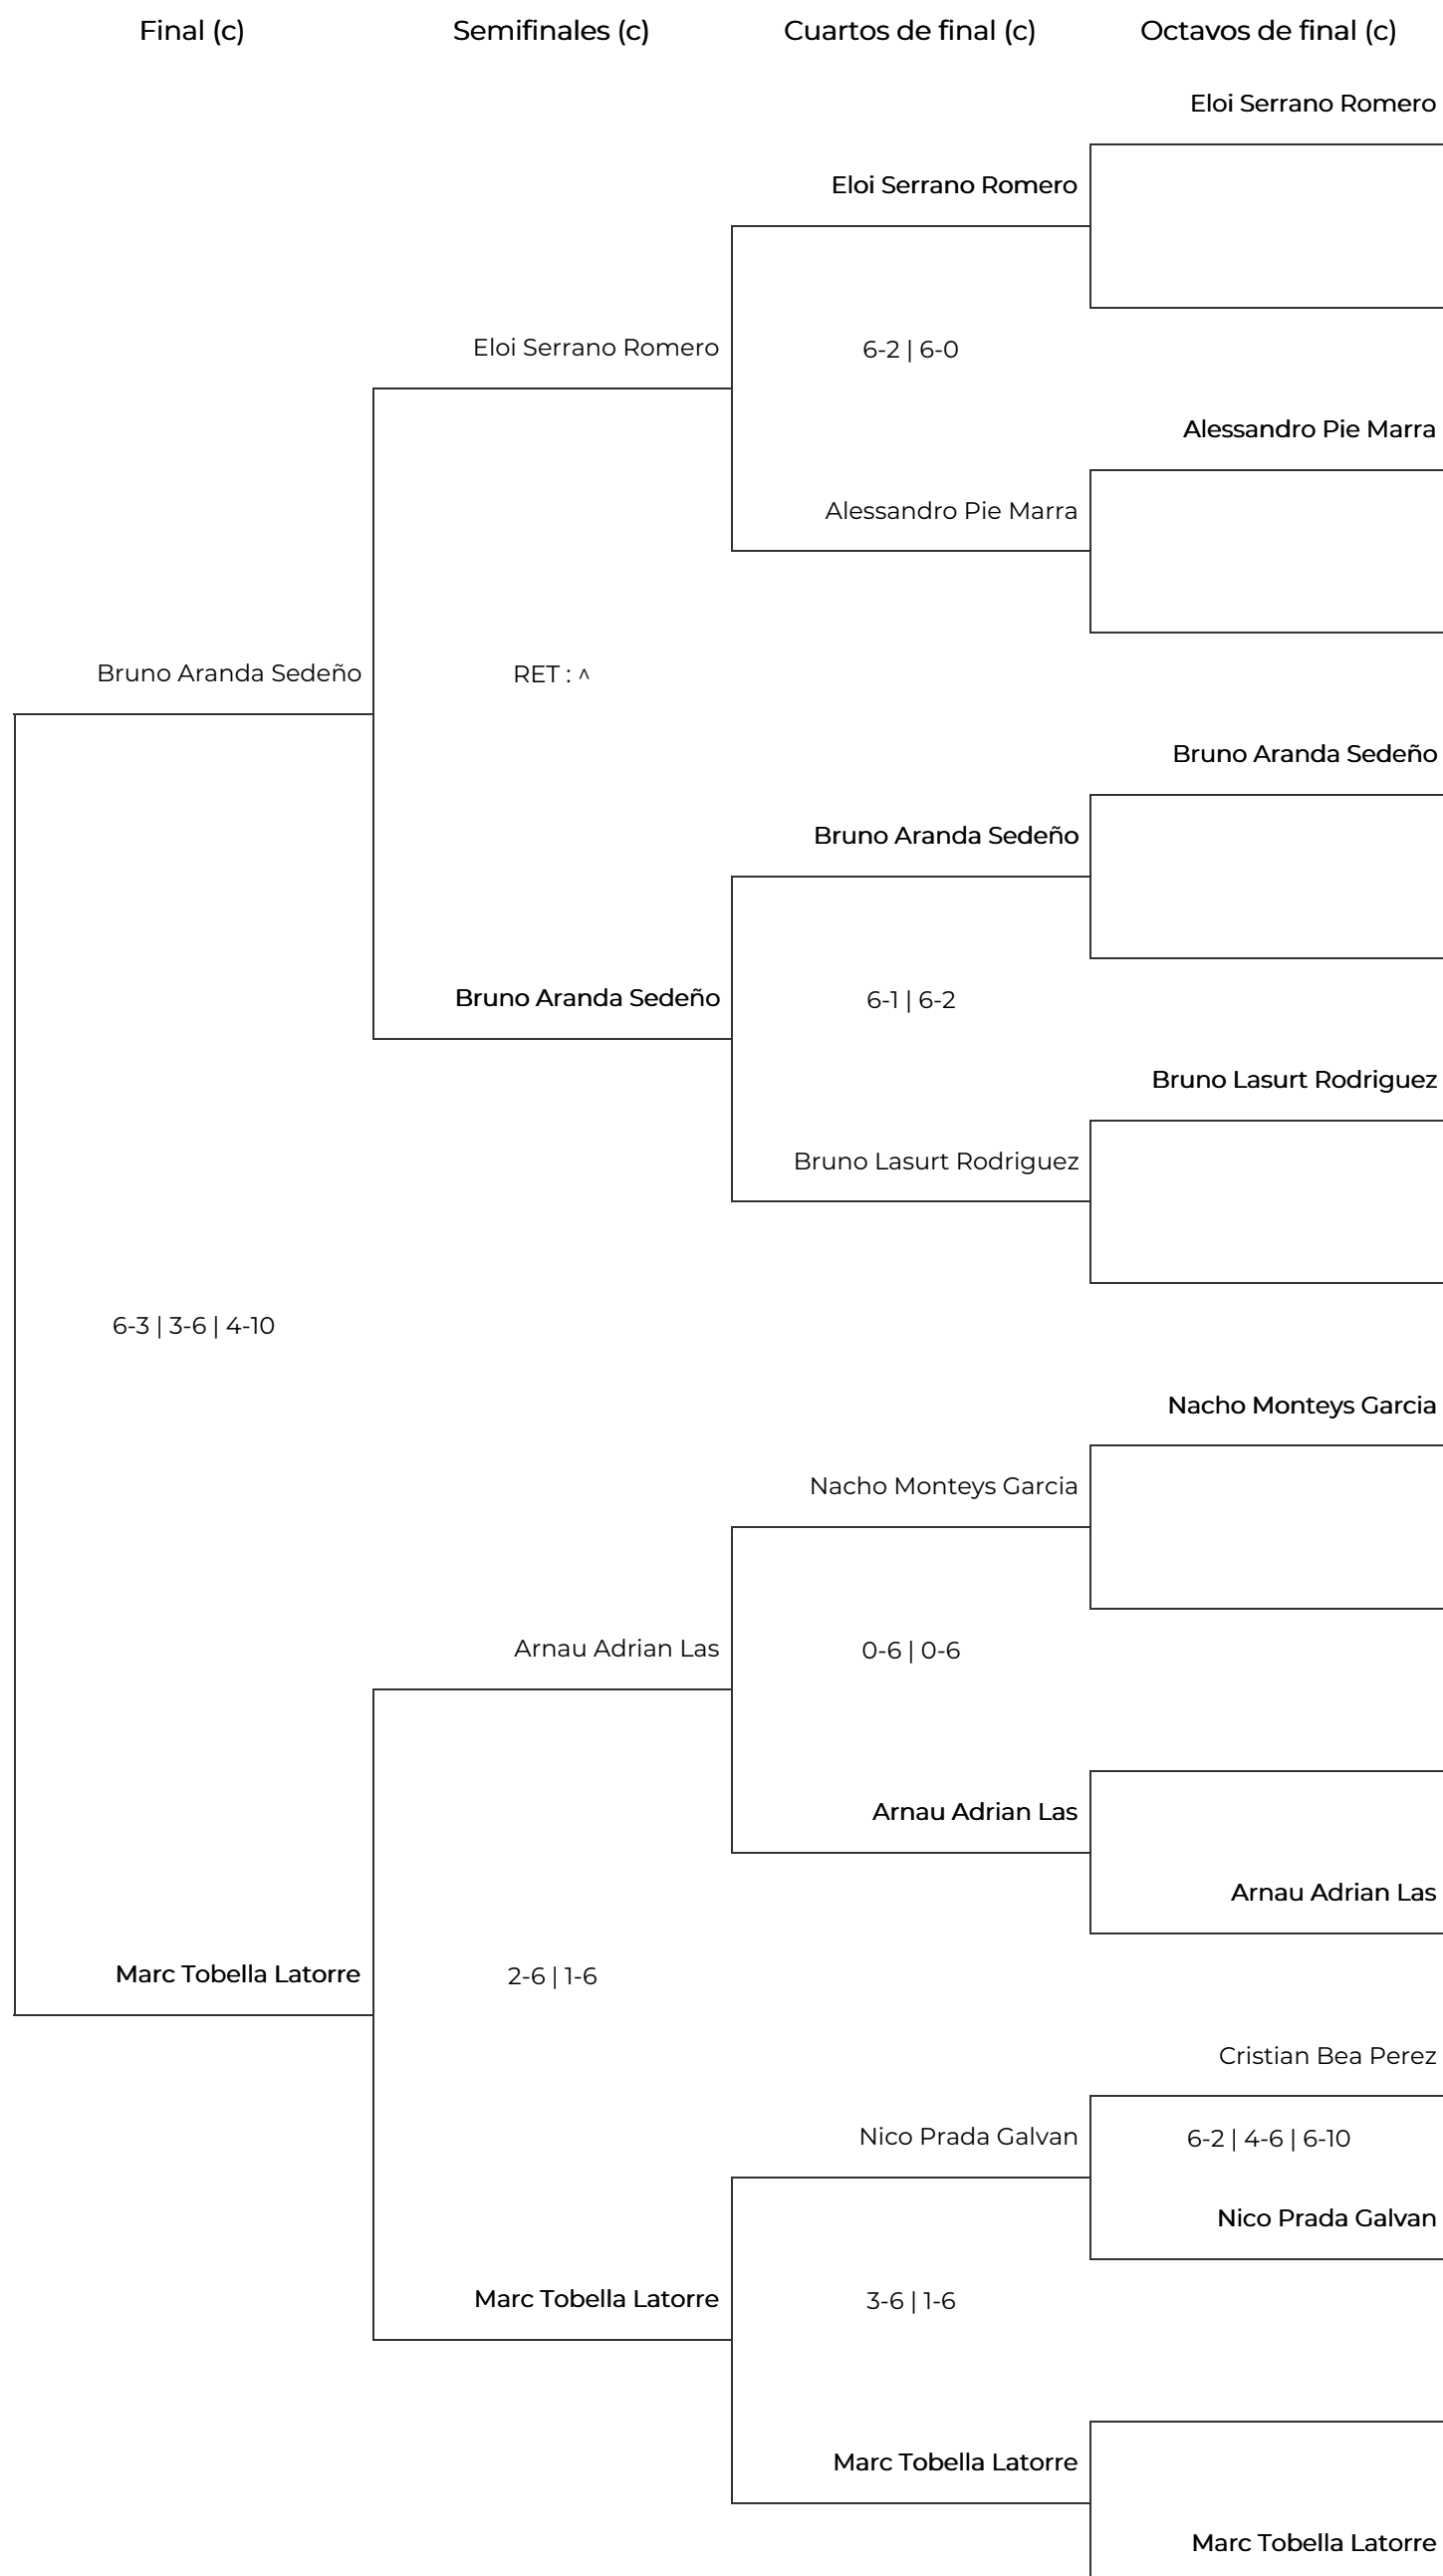 Final (c)
Semifinales (c)
Cuartos de final (c)
Octavos de final (c)
Eloi Serrano Romero
Eloi Serrano Romero
Eloi Serrano Romero
6-2 | 6-0
Alessandro Pie Marra
Alessandro Pie Marra
Bruno Aranda Sedeño
RET : ^
Bruno Aranda Sedeño
Bruno Aranda Sedeño
Bruno Aranda Sedeño
6-1 | 6-2
Bruno Lasurt Rodriguez
Bruno Lasurt Rodriguez
6-3 | 3-6 | 4-10
Nacho Monteys Garcia
Nacho Monteys Garcia
Arnau Adrian Las
0-6 | 0-6
Arnau Adrian Las
Arnau Adrian Las
Marc Tobella Latorre
2-6 | 1-6
Cristian Bea Perez
Nico Prada Galvan
6-2 | 4-6 | 6-10
Nico Prada Galvan
Marc Tobella Latorre
3-6 | 1-6
Marc Tobella Latorre
Marc Tobella Latorre